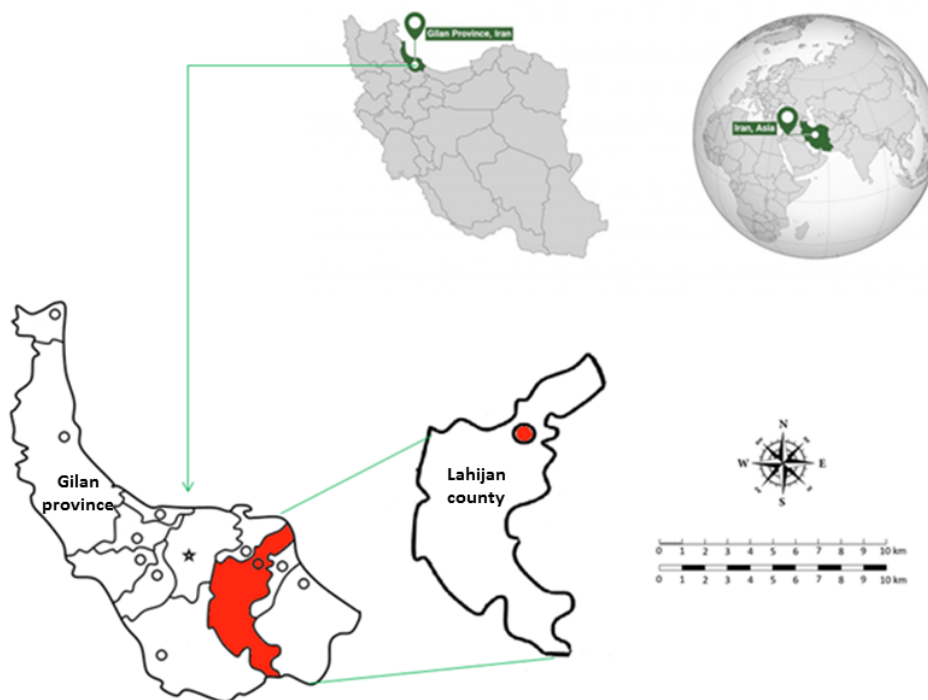 Gilan Province, Iran
Iran, Asia
Gilan
province
Lahijan
county
N
W E
S
0 1 2 3 4 5 6 7 8 9 10 km
0 1 2 3 4 5 6 7 8 9 10 km